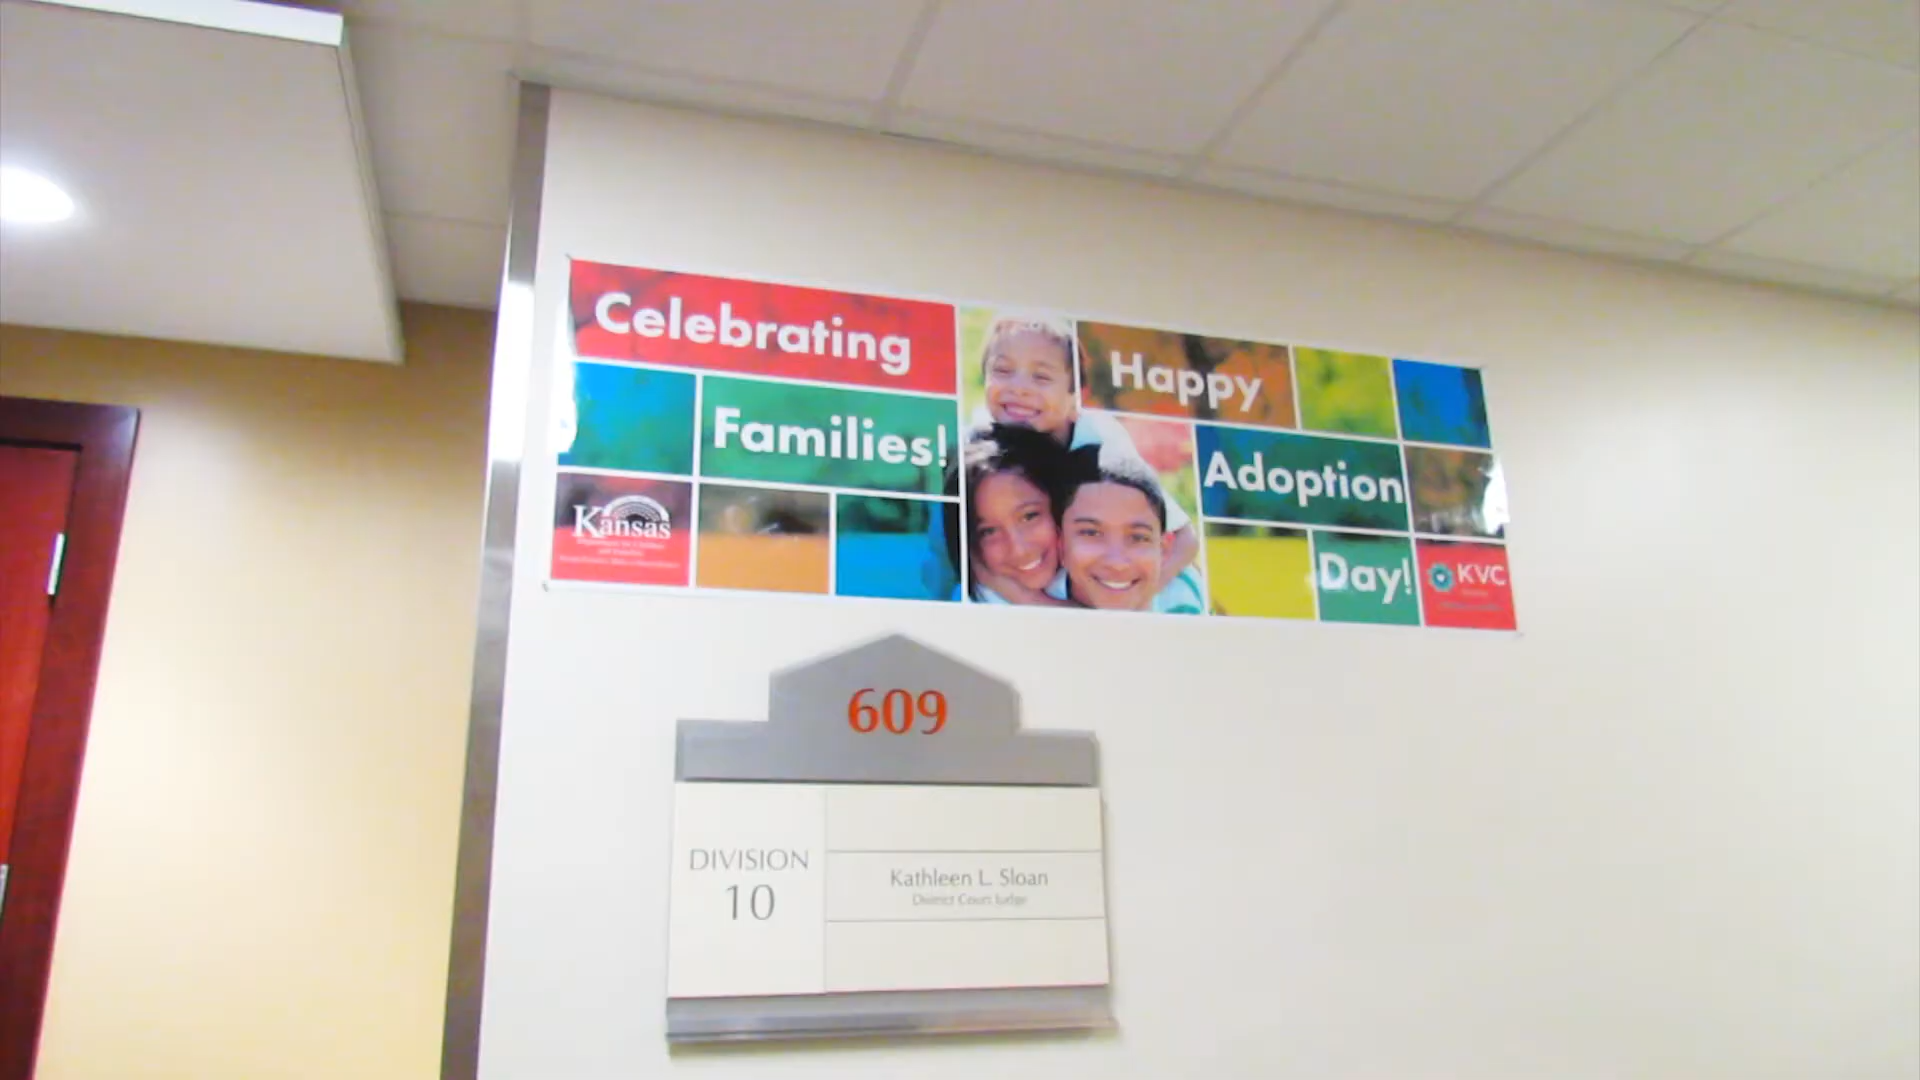 Celebrating
Families!
Happy
Adoption
Day!
Kansas
KVC
609
DIVISION
10
Kathleen L. Sloan
District Court Judge